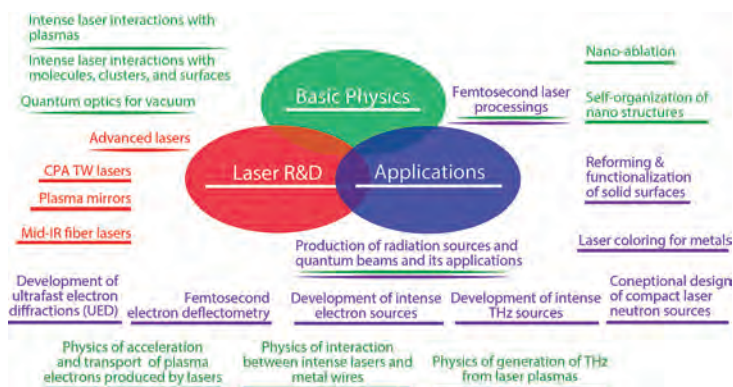 Intense laser interactions with
plasmas
Intense laser interactions with
molecules, clusters, and surfaces
Quantum optics for vacuum
Advanced lasers
CPA TW lasers
Plasma mirrors
Mid-IR fiber lasers
Basic Physics
Laser R&D
Applications
Femtosecond laser
processings
Nano-ablation
Self-organization of
nano structures
Reforming &
functionalization
of solid surfaces
Laser coloring for metals
Production of radiation sources and
quantum beams and its applications
Development of
ultrafast electron
diffractions (UED)
Femtosecond
electron deflectometry
Development of intense
electron sources
Development of intense
THz sources
Coneptional design
of compact laser
neutron sources
Physics of acceleration
and transport of plasma
electrons produced by lasers
Physics of interaction
between intense lasers and
metal wires
Physics of generation of THz
from laser plasmas